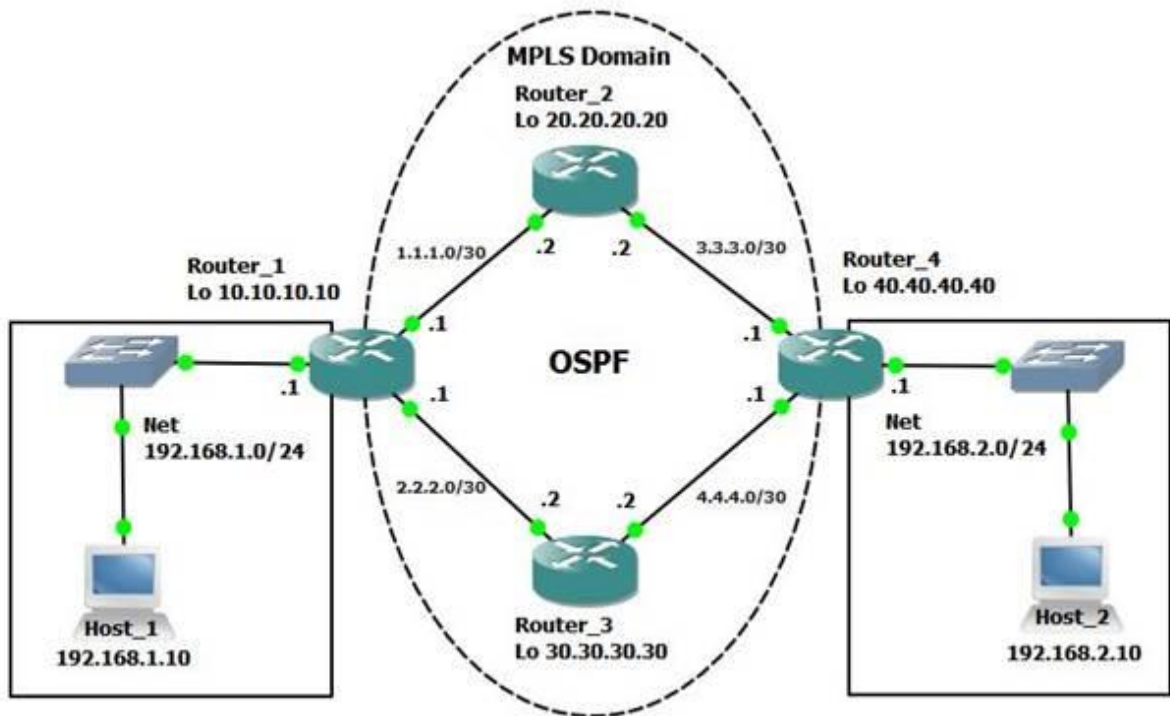 MPLS Domain
Router_2
Lo 20.20.20.20
.2
.2
1.1.1.0/30
3.3.3.0/30
Router_1
Lo 10.10.10.10
Router_4
Lo 40.40.40.40
.1
.1
OSPF
.1
.1
.1
.1
Net
192.168.1.0/24
Net
192.168.2.0/24
2.2.2.0/30
4.4.4.0/30
.2
.2
Router_3
Lo 30.30.30.30
Host_1
192.168.1.10
Host_2
192.168.2.10